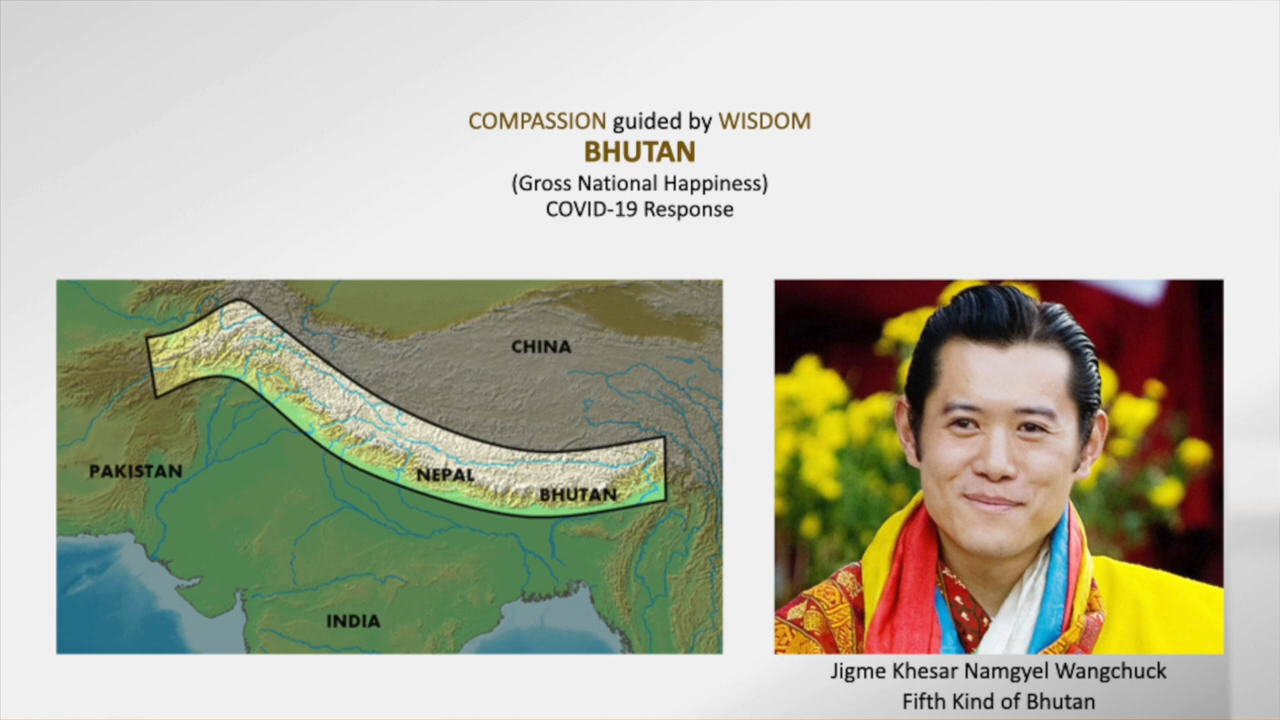 COMPASSION guided by WISDOM
BHUTAN
(Gross National Happiness)
COVID-19 Response
CHINA
PAKISTAN
NEPAL
BHUTAN
INDIA
Jigme Khesar Namgyel Wangchuck
Fifth Kind of Bhutan